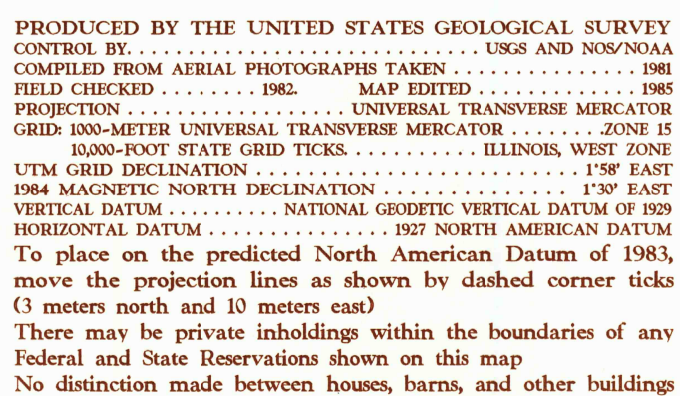 PRODUCED BY THE UNITED STATES GEOLOGICAL SURVEY
CONTROL BY. . . . . . . . . . . . . . . . . . . . . . . . . . . . . . USGS AND NOS/NOAA
COMPILED FROM AERIAL PHOTOGRAPHS TAKEN . . . . . . . . . . . . . . . . 1981
FIELD CHECKED . . . . . . . . 1982. MAP EDITED . . . . . . . . . . . . . . 1985
PROJECTION . . . . . . . . . . . . . . . . . . UNIVERSAL TRANSVERSE MERCATOR
GRID: 1000-METER UNIVERSAL TRANSVERSE MERCATOR . . . . . . . .ZONE 15
10,000-FOOT STATE GRID TICKS. . . . . . . . . . . ILLINOIS, WEST ZONE
UTM GRID DECLINATION . . . . . . . . . . . . . . . . . . . . . . . . . . . . 1°58' EAST
1984 MAGNETIC NORTH DECLINATION . . . . . . . . . . . . . . . . 1°30' EAST
VERTICAL DATUM . . . . . . . . . NATIONAL GEODETIC VERTICAL DATUM OF 1929
HORIZONTAL DATUM . . . . . . . . . . . . . . . 1927 NORTH AMERICAN DATUM
To place on the predicted North American Datum of 1983,
move the projection lines as shown by dashed corner ticks
(3 meters north and 10 meters east)
There may be private inholdings within the boundaries of any
Federal and State Reservations shown on this map
No distinction made between houses, barns, and other buildings